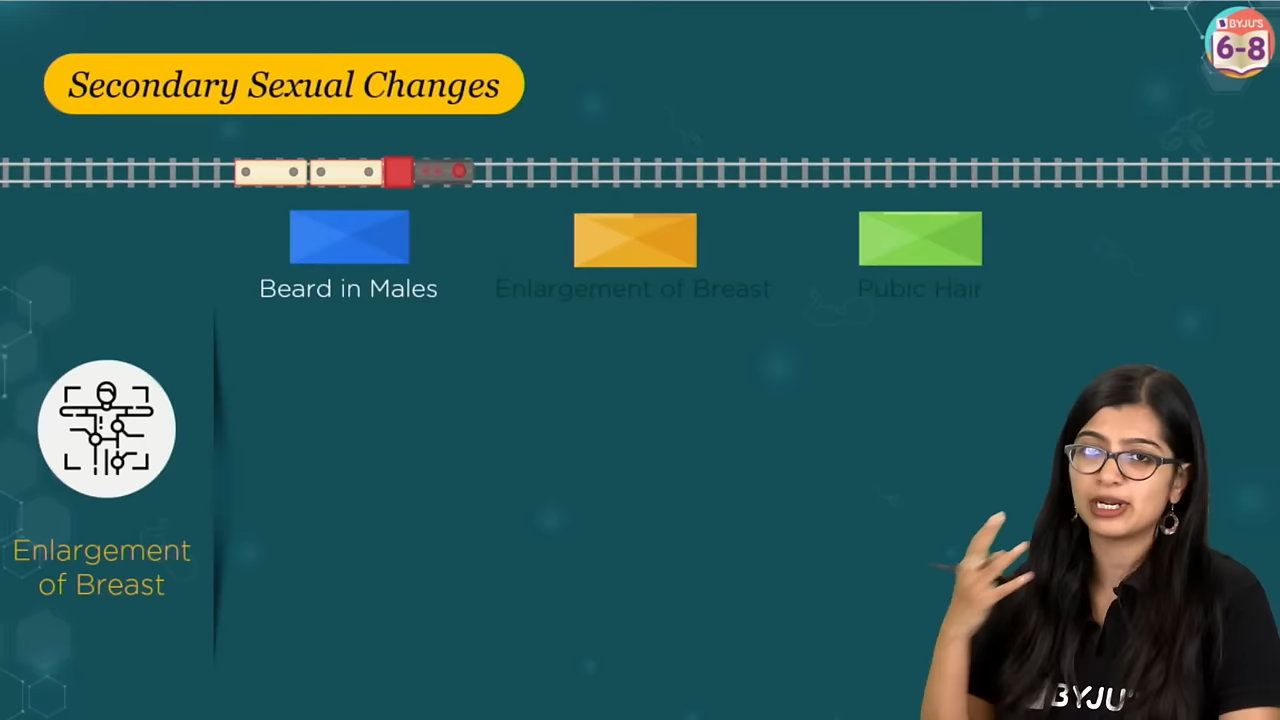 BYJU'S
6-8
Secondary Sexual Changes
Beard in Males
Enlargement of Breast
Pubic Hair
Enlargement
of Breast
BYJU'S